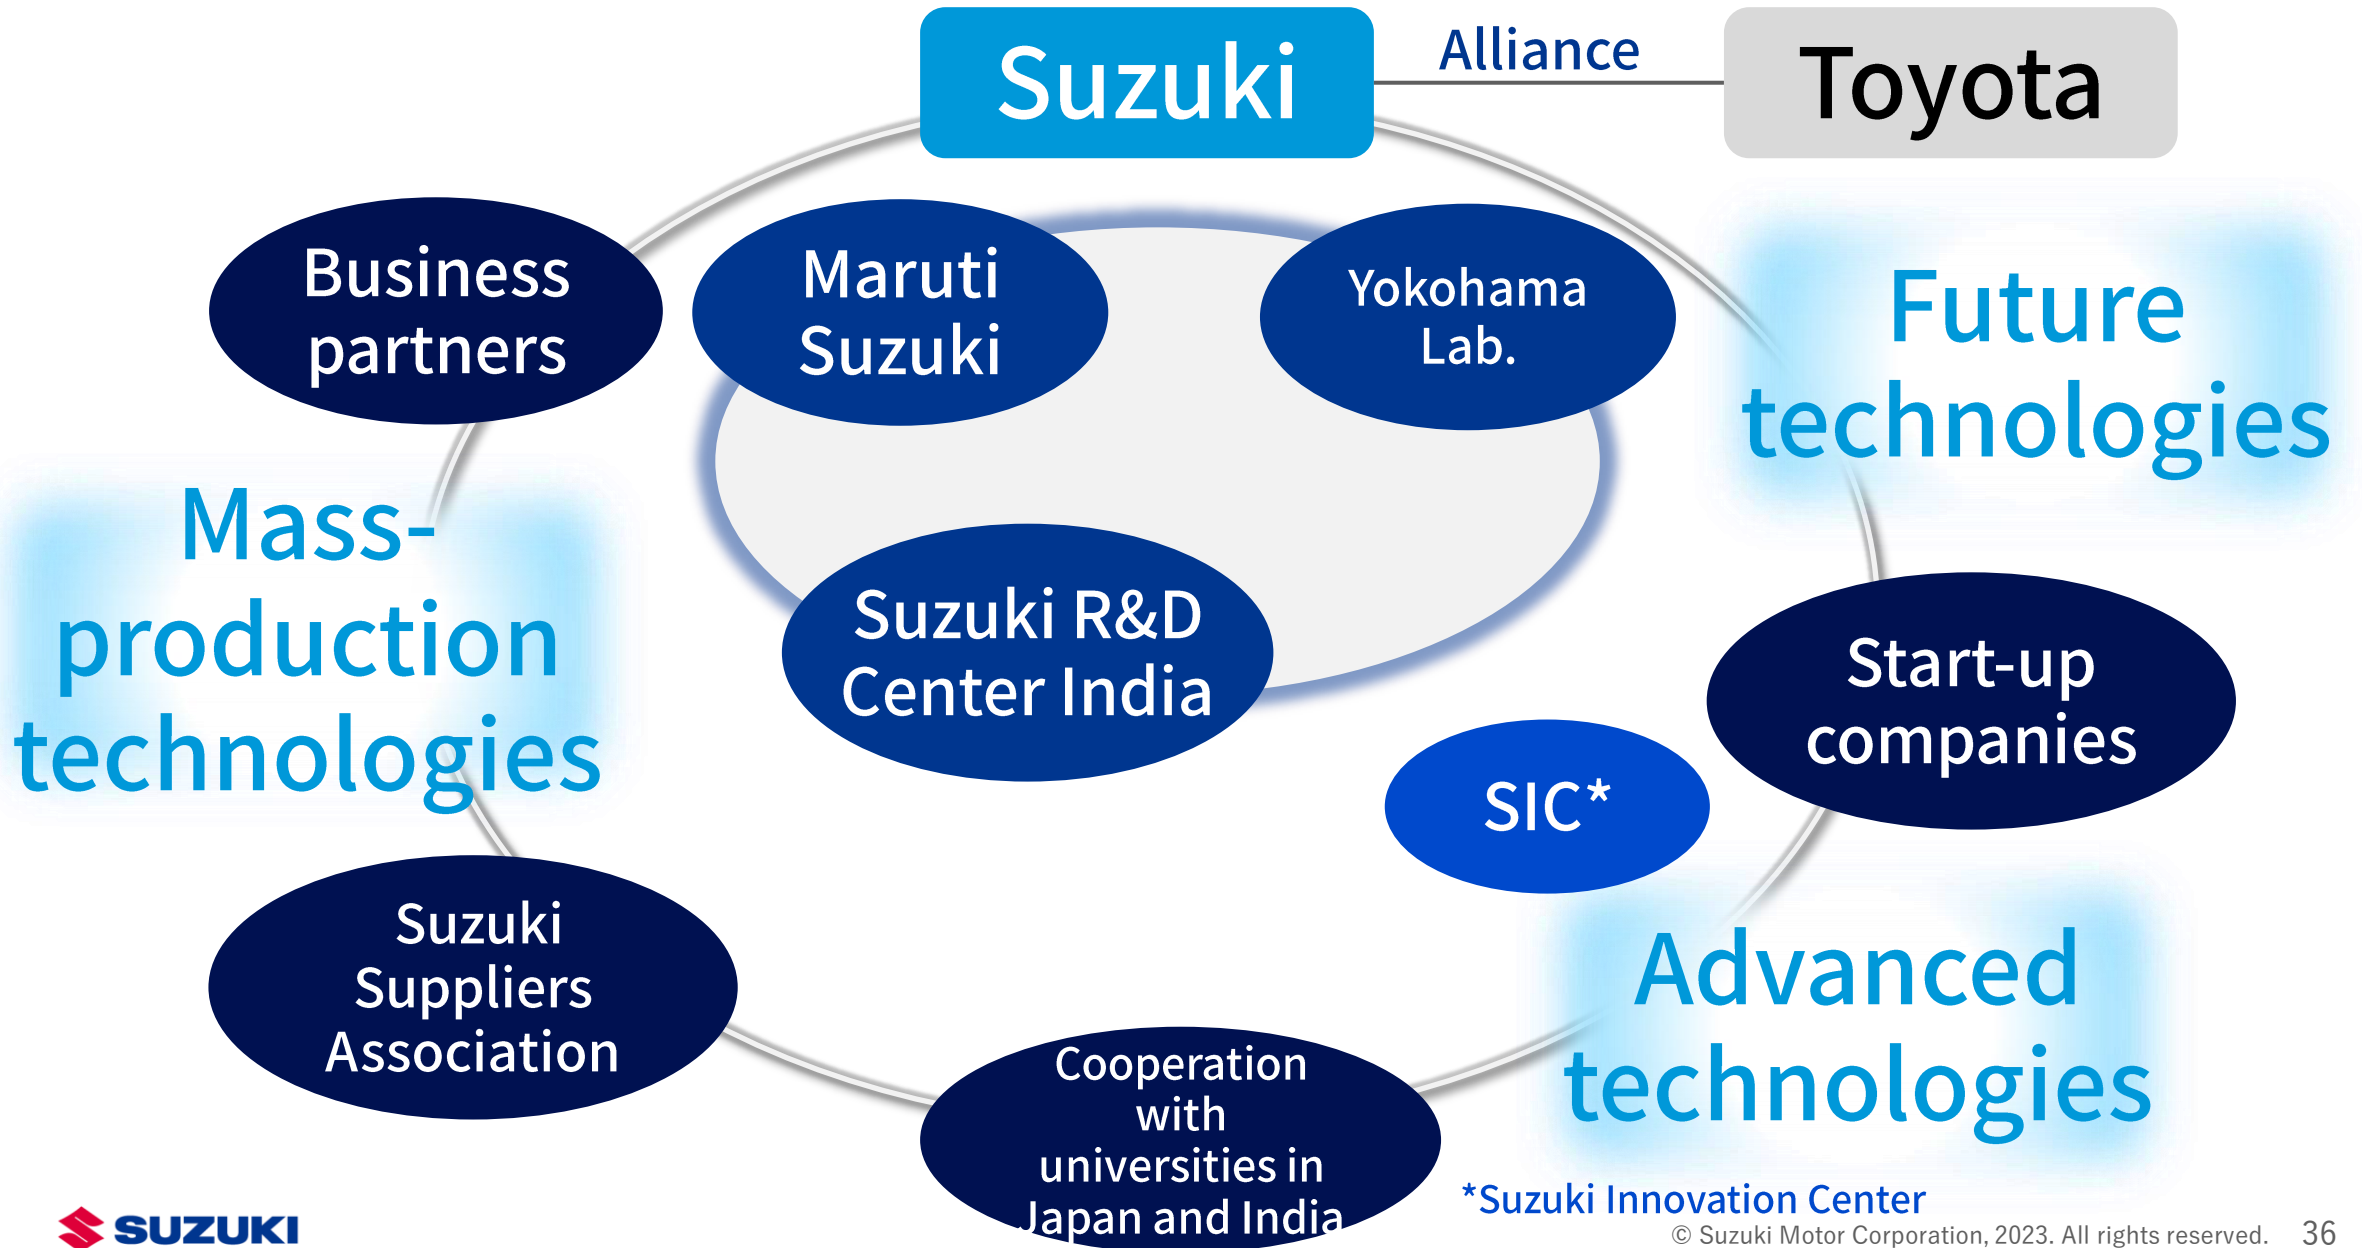 Suzuki
Alliance
Toyota
Business
partners
Maruti
Suzuki
Yokohama
Lab.
Future
technologies
Mass-
production
technologies
Suzuki R&D
Center India
Start-up
companies
SIC*
Suzuki
Suppliers
Association
Advanced
technologies
Cooperation
with
universities in
Japan and India
*Suzuki Innovation Center
SUZUKI
© Suzuki Motor Corporation, 2023. All rights reserved. 36